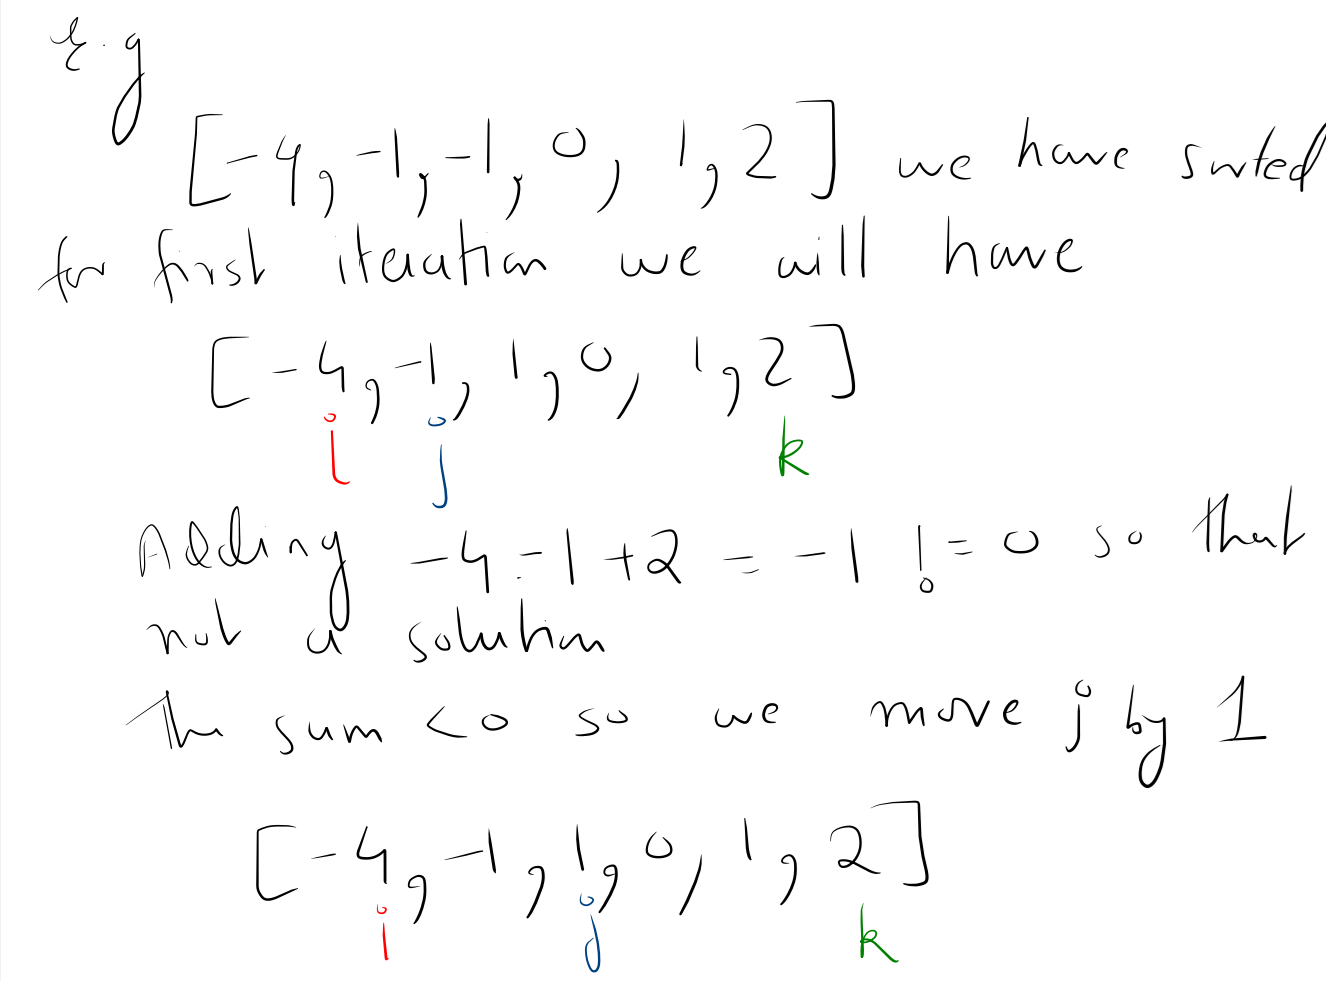 E.g
[-4, -1, -1, 0, 1, 2] we have sorted
for first iteration we will have
[-4, -1, 1, 0, 1, 2]
i j k
Adding -4 - 1 + 2 = -1 != 0 so that
not a solution
The sum < 0 so we move j by 1
[-4, -1, 1, 0, 1, 2]
i j k